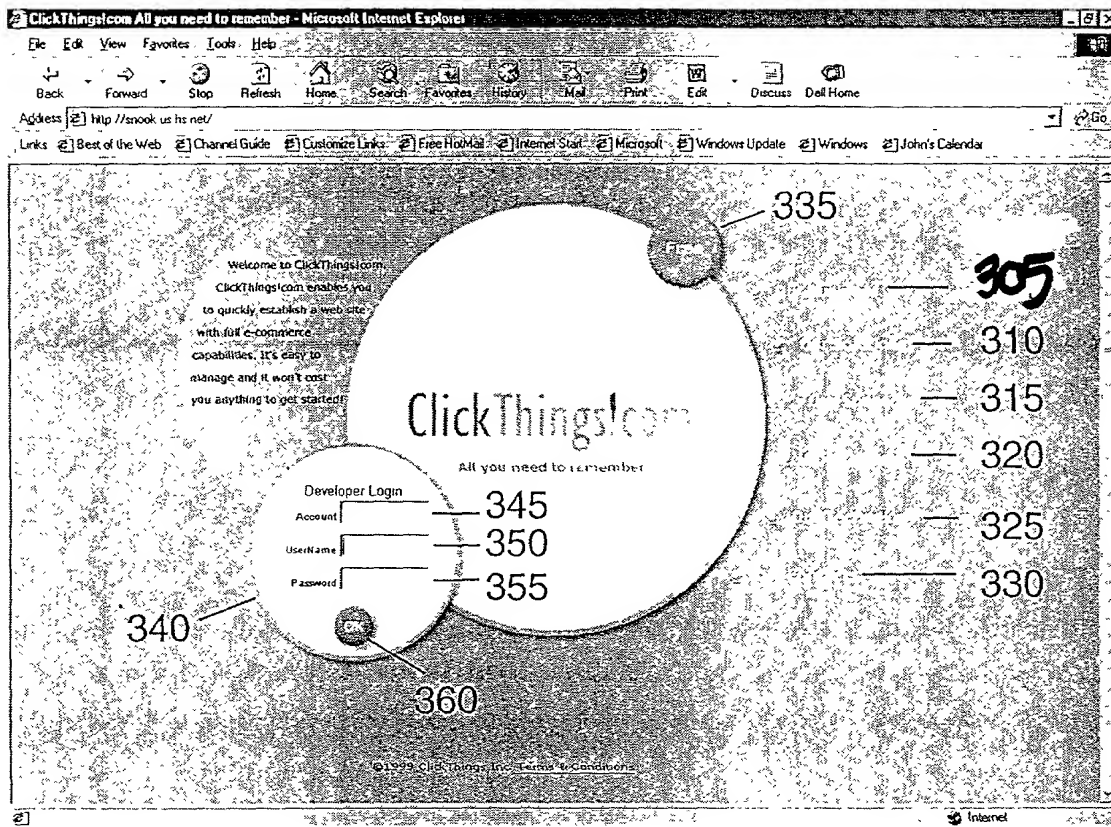 ClickThings!com All you need to remember - Microsoft Internet Explorer
File Edit View Favorites Tools Help
Back Forward Stop Refresh Home Search Favorites History Mail Print Edit Discuss Dell Home
Address http //snook us hs net/ Go
Links Best of the Web Channel Guide Customize Links Free HotMail Internet Start Microsoft Windows Update Windows John's Calendar
335
Free
Welcome to ClickThings!com.
ClickThings!com enables you
to quickly establish a web site
with full e-commerce
capabilities. It's easy to
manage and it won't cost
you anything to get started!
305
310
315
320
325
330
ClickThings!com
All you need to remember
Developer Login
Account 345
UserName 350
Password 355
340
OK
360
©1999 ClickThings Inc. Terms & Conditions
Internet